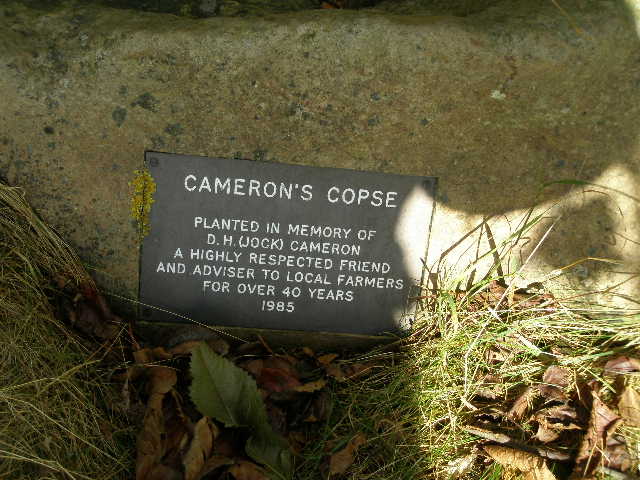 CAMERON'S COPSE
PLANTED IN MEMORY OF
D.H.(JOCK) CAMERON
A HIGHLY RESPECTED FRIEND
AND ADVISER TO LOCAL FARMERS
FOR OVER 40 YEARS
1985